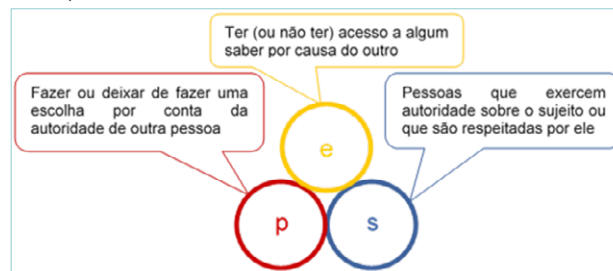 Ter (ou não ter) acesso a algum
saber por causa do outro
Fazer ou deixar de fazer uma
escolha por conta da
autoridade de outra pessoa
Pessoas que exercem
autoridade sobre o sujeito ou
que são respeitadas por ele
e
p
s